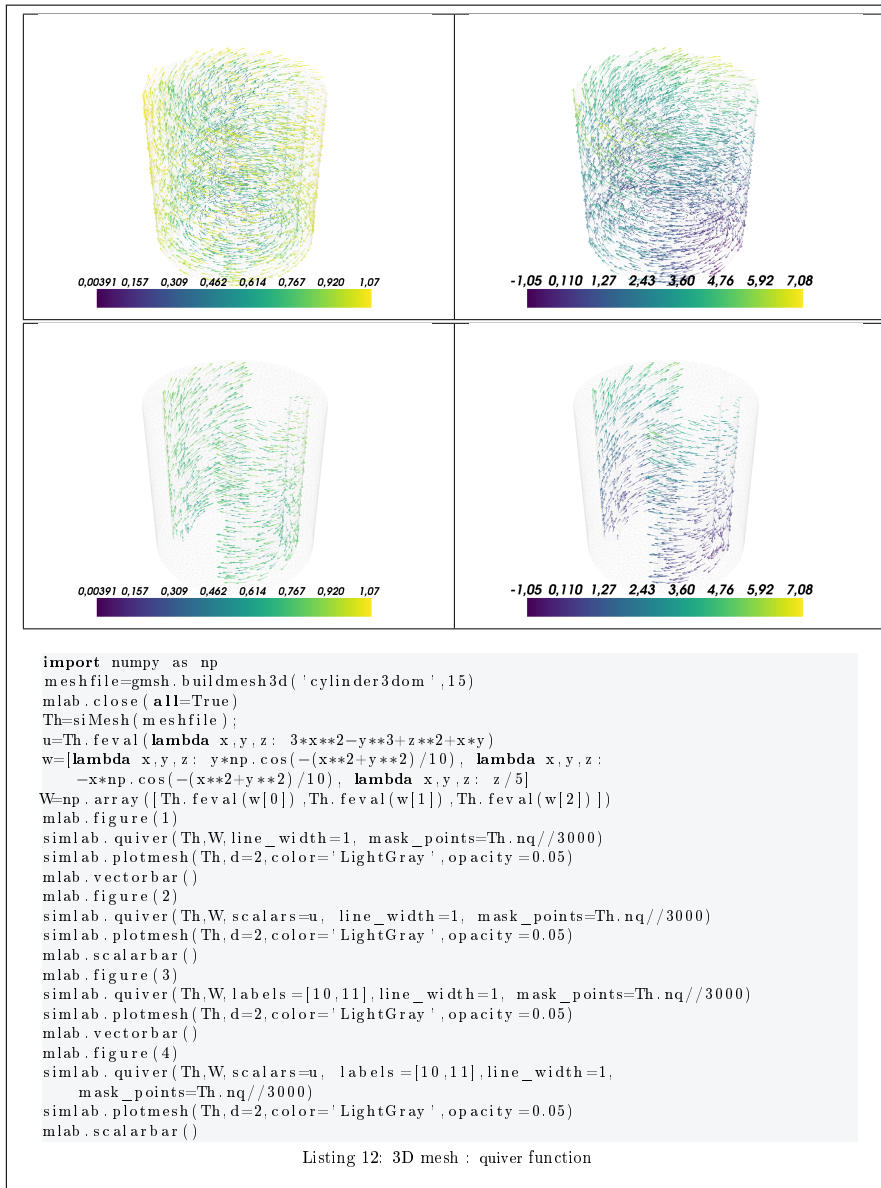 0,00391 0,157 0,309 0,462 0,614 0,767 0,920 1,07
-1,05 0,110 1,27 2,43 3,60 4,76 5,92 7,08
0,00391 0,157 0,309 0,462 0,614 0,767 0,920 1,07
-1,05 0,110 1,27 2,43 3,60 4,76 5,92 7,08
import numpy as np
meshfile=gmsh.buildmesh3d('cylinder3dom',15)
mlab.close(all=True)
Th=siMesh(meshfile);
u=Th.feval(lambda x,y,z: 3*x**2-y**3+z**2+x*y)
w=[lambda x,y,z: y*np.cos(-(x**2+y**2)/10), lambda x,y,z:
-x*np.cos(-(x**2+y**2)/10), lambda x,y,z: z/5]
W=np.array([Th.feval(w[0]),Th.feval(w[1]),Th.feval(w[2])])
mlab.figure(1)
simlab.quiver(Th,W,line_width=1, mask_points=Th.nq//3000)
simlab.plotmesh(Th,d=2,color='LightGray',opacity=0.05)
mlab.vectorbar()
mlab.figure(2)
simlab.quiver(Th,W,scalars=u, line_width=1, mask_points=Th.nq//3000)
simlab.plotmesh(Th,d=2,color='LightGray',opacity=0.05)
mlab.scalarbar()
mlab.figure(3)
simlab.quiver(Th,W,labels=[10,11],line_width=1, mask_points=Th.nq//3000)
simlab.plotmesh(Th,d=2,color='LightGray',opacity=0.05)
mlab.vectorbar()
mlab.figure(4)
simlab.quiver(Th,W,scalars=u, labels=[10,11],line_width=1,
mask_points=Th.nq//3000)
simlab.plotmesh(Th,d=2,color='LightGray',opacity=0.05)
mlab.scalarbar()
Listing 12: 3D mesh : quiver function